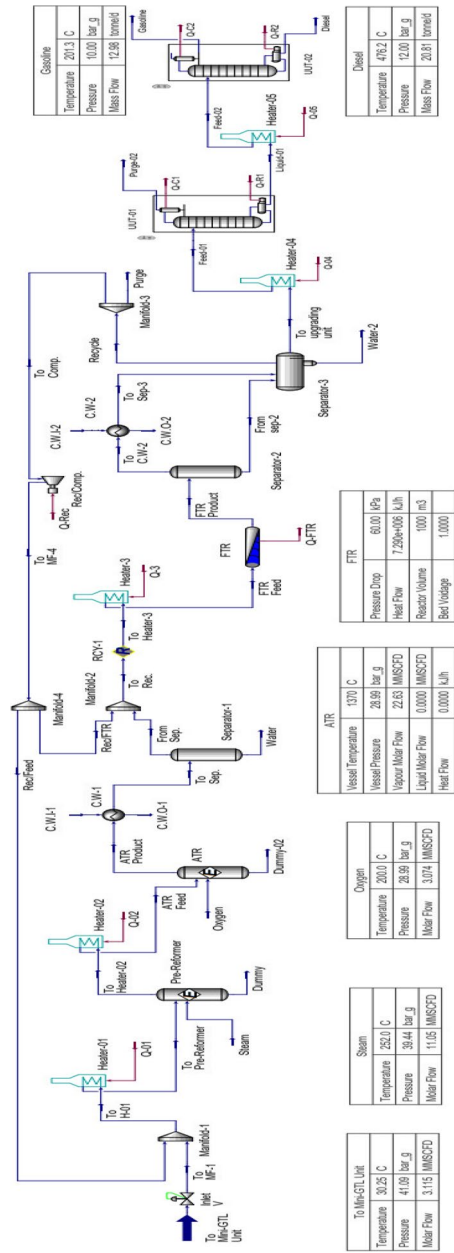 Gasoline
Temperature 201.3 C
Pressure 10.00 bar_g
Mass Flow 12.98 tonne/d
Diesel
Temperature 476.2 C
Pressure 12.00 bar_g
Mass Flow 20.81 tonne/d
Gasoline
Q-C2
Q-R2
Diesel
UUT-02
Feed-02
Heater-05
Q-05
Liquid-01
Purge-02
Q-C1
Q-R1
UUT-01
Feed-01
Heater-04
Q-04
To
upgrading
unit
To
Comp.
Manifold-3
Purge
Recycle
C.W.I-2
C.W-2
To
C.W-2
C.W.O-2
To
Sep-3
From
sep-2
Separator-3
Water-2
Separator-2
FTR
Product
FTR
Q-FTR
FTR
Feed
Q-Rec
Rec/Comp.
To
MF-4
Manifold-4
Rec/Feed
Rec/FTR
Heater-3
Q-3
To
Heater-3
RCY-1
To
Rec.
Manifold-2
From
Sep.
Separator-1
Water
To
Sep.
C.W.I-1
C.W-1
C.W.O-1
ATR
Product
ATR
Dummy-02
Oxygen
ATR
Feed
Heater-02
Q-02
To
Heater-02
Pre-Reformer
Dummy
Steam
To
Pre-Reformer
Heater-01
Q-01
To
H-01
Manifold-1
To
MF-1
Inlet
V
To
Mini-GTL
Unit
To Mini-GTL Unit
Temperature 30.25 C
Pressure 41.09 bar_g
Molar Flow 3.115 MMSCFD
Steam
Temperature 252.0 C
Pressure 39.44 bar_g
Molar Flow 11.05 MMSCFD
Oxygen
Temperature 200.0 C
Pressure 28.99 bar_g
Molar Flow 3.074 MMSCFD
ATR
Vessel Temperature 1370 C
Vessel Pressure 28.99 bar_g
Vapour Molar Flow 22.63 MMSCFD
Liquid Molar Flow 0.0000 MMSCFD
Heat Flow 0.0000 kJ/h
FTR
Pressure Drop 60.00 kPa
Heat Flow 7.290e+006 kJ/h
Reactor Volume 1000 m3
Bed Voidage 1.0000